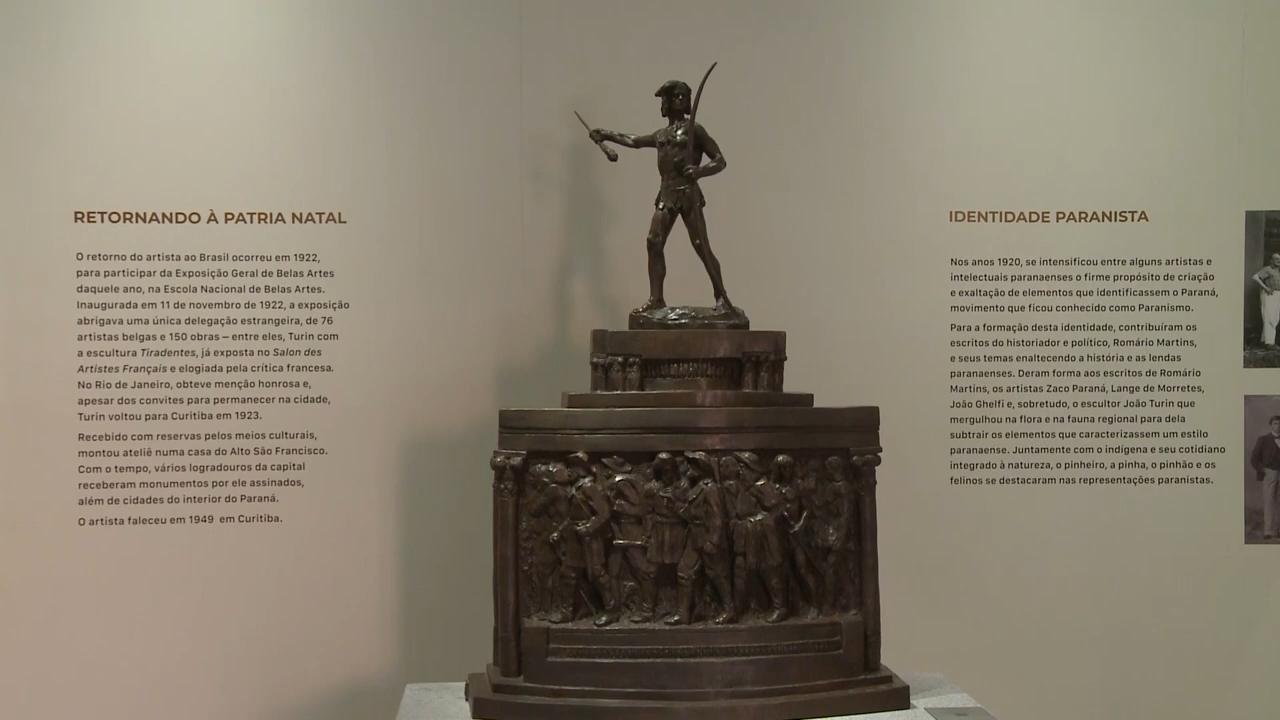 RETORNANDO À PATRIA NATAL
O retorno do artista ao Brasil ocorreu em 1922,
para participar da Exposição Geral de Belas Artes
daquele ano, na Escola Nacional de Belas Artes.
Inaugurada em 11 de novembro de 1922, a exposição
abrigava uma única delegação estrangeira, de 76
artistas belgas e 150 obras – entre eles, Turin com
a escultura Tiradentes, já exposta no Salon des
Artistes Français e elogiada pela crítica francesa.
No Rio de Janeiro, obteve menção honrosa e,
apesar dos convites para permanecer na cidade,
Turin voltou para Curitiba em 1923.
Recebido com reservas pelos meios culturais,
montou ateliê numa casa do Alto São Francisco.
Com o tempo, vários logradouros da capital
receberam monumentos por ele assinados,
além de cidades do interior do Paraná.
O artista faleceu em 1949 em Curitiba.
IDENTIDADE PARANISTA
Nos anos 1920, se intensificou entre alguns artistas e
intelectuais paranaenses o firme propósito de criação
e exaltação de elementos que identificassem o Paraná,
movimento que ficou conhecido como Paranismo.
Para a formação desta identidade, contribuíram os
escritos do historiador e político, Romário Martins,
e seus temas enaltecendo a história e as lendas
paranaenses. Deram forma aos escritos de Romário
Martins, os artistas Zaco Paraná, Lange de Morretes,
João Ghelfi e, sobretudo, o escultor João Turin que
mergulhou na flora e na fauna regional para dela
subtrair os elementos que caracterizassem um estilo
paranaense. Juntamente com o indígena e seu cotidiano
integrado à natureza, o pinheiro, a pinha, o pinhão e os
felinos se destacaram nas representações paranistas.